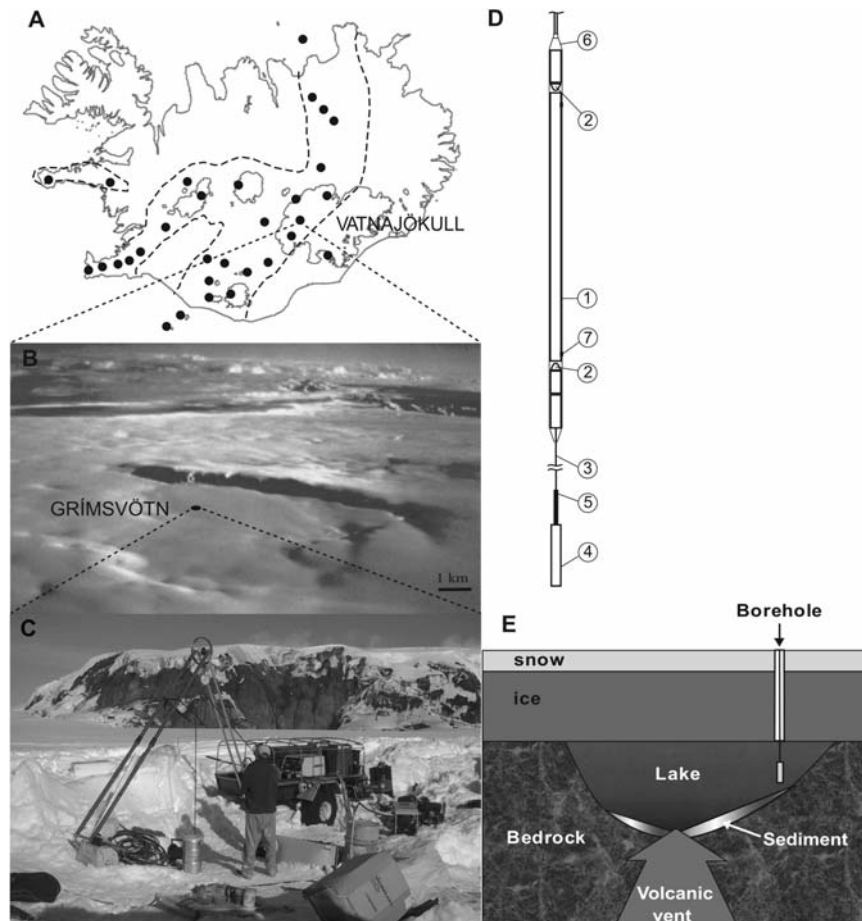 A
VATNAJÖKULL
B
GRÍMSVÖTN
1 km
C
D
6
2
1
7
2
3
5
4
E
Borehole
snow
ice
Lake
Bedrock
Sediment
Volcanic
vent